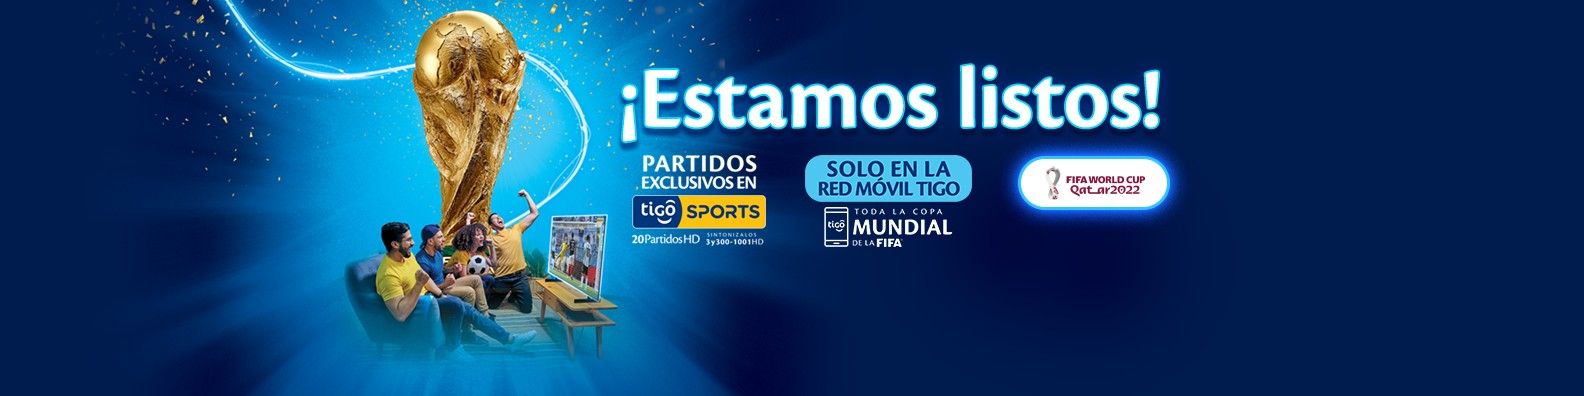 ¡Estamos listos!
PARTIDOS
EXCLUSIVOS EN
tigo SPORTS
20 Partidos HD
SINTONIZALOS
3 y 300-1001 HD
SOLO EN LA
RED MÓVIL TIGO
tigo
TODA LA COPA
MUNDIAL
DE LA FIFA
FIFA WORLD CUP
Qatar2022